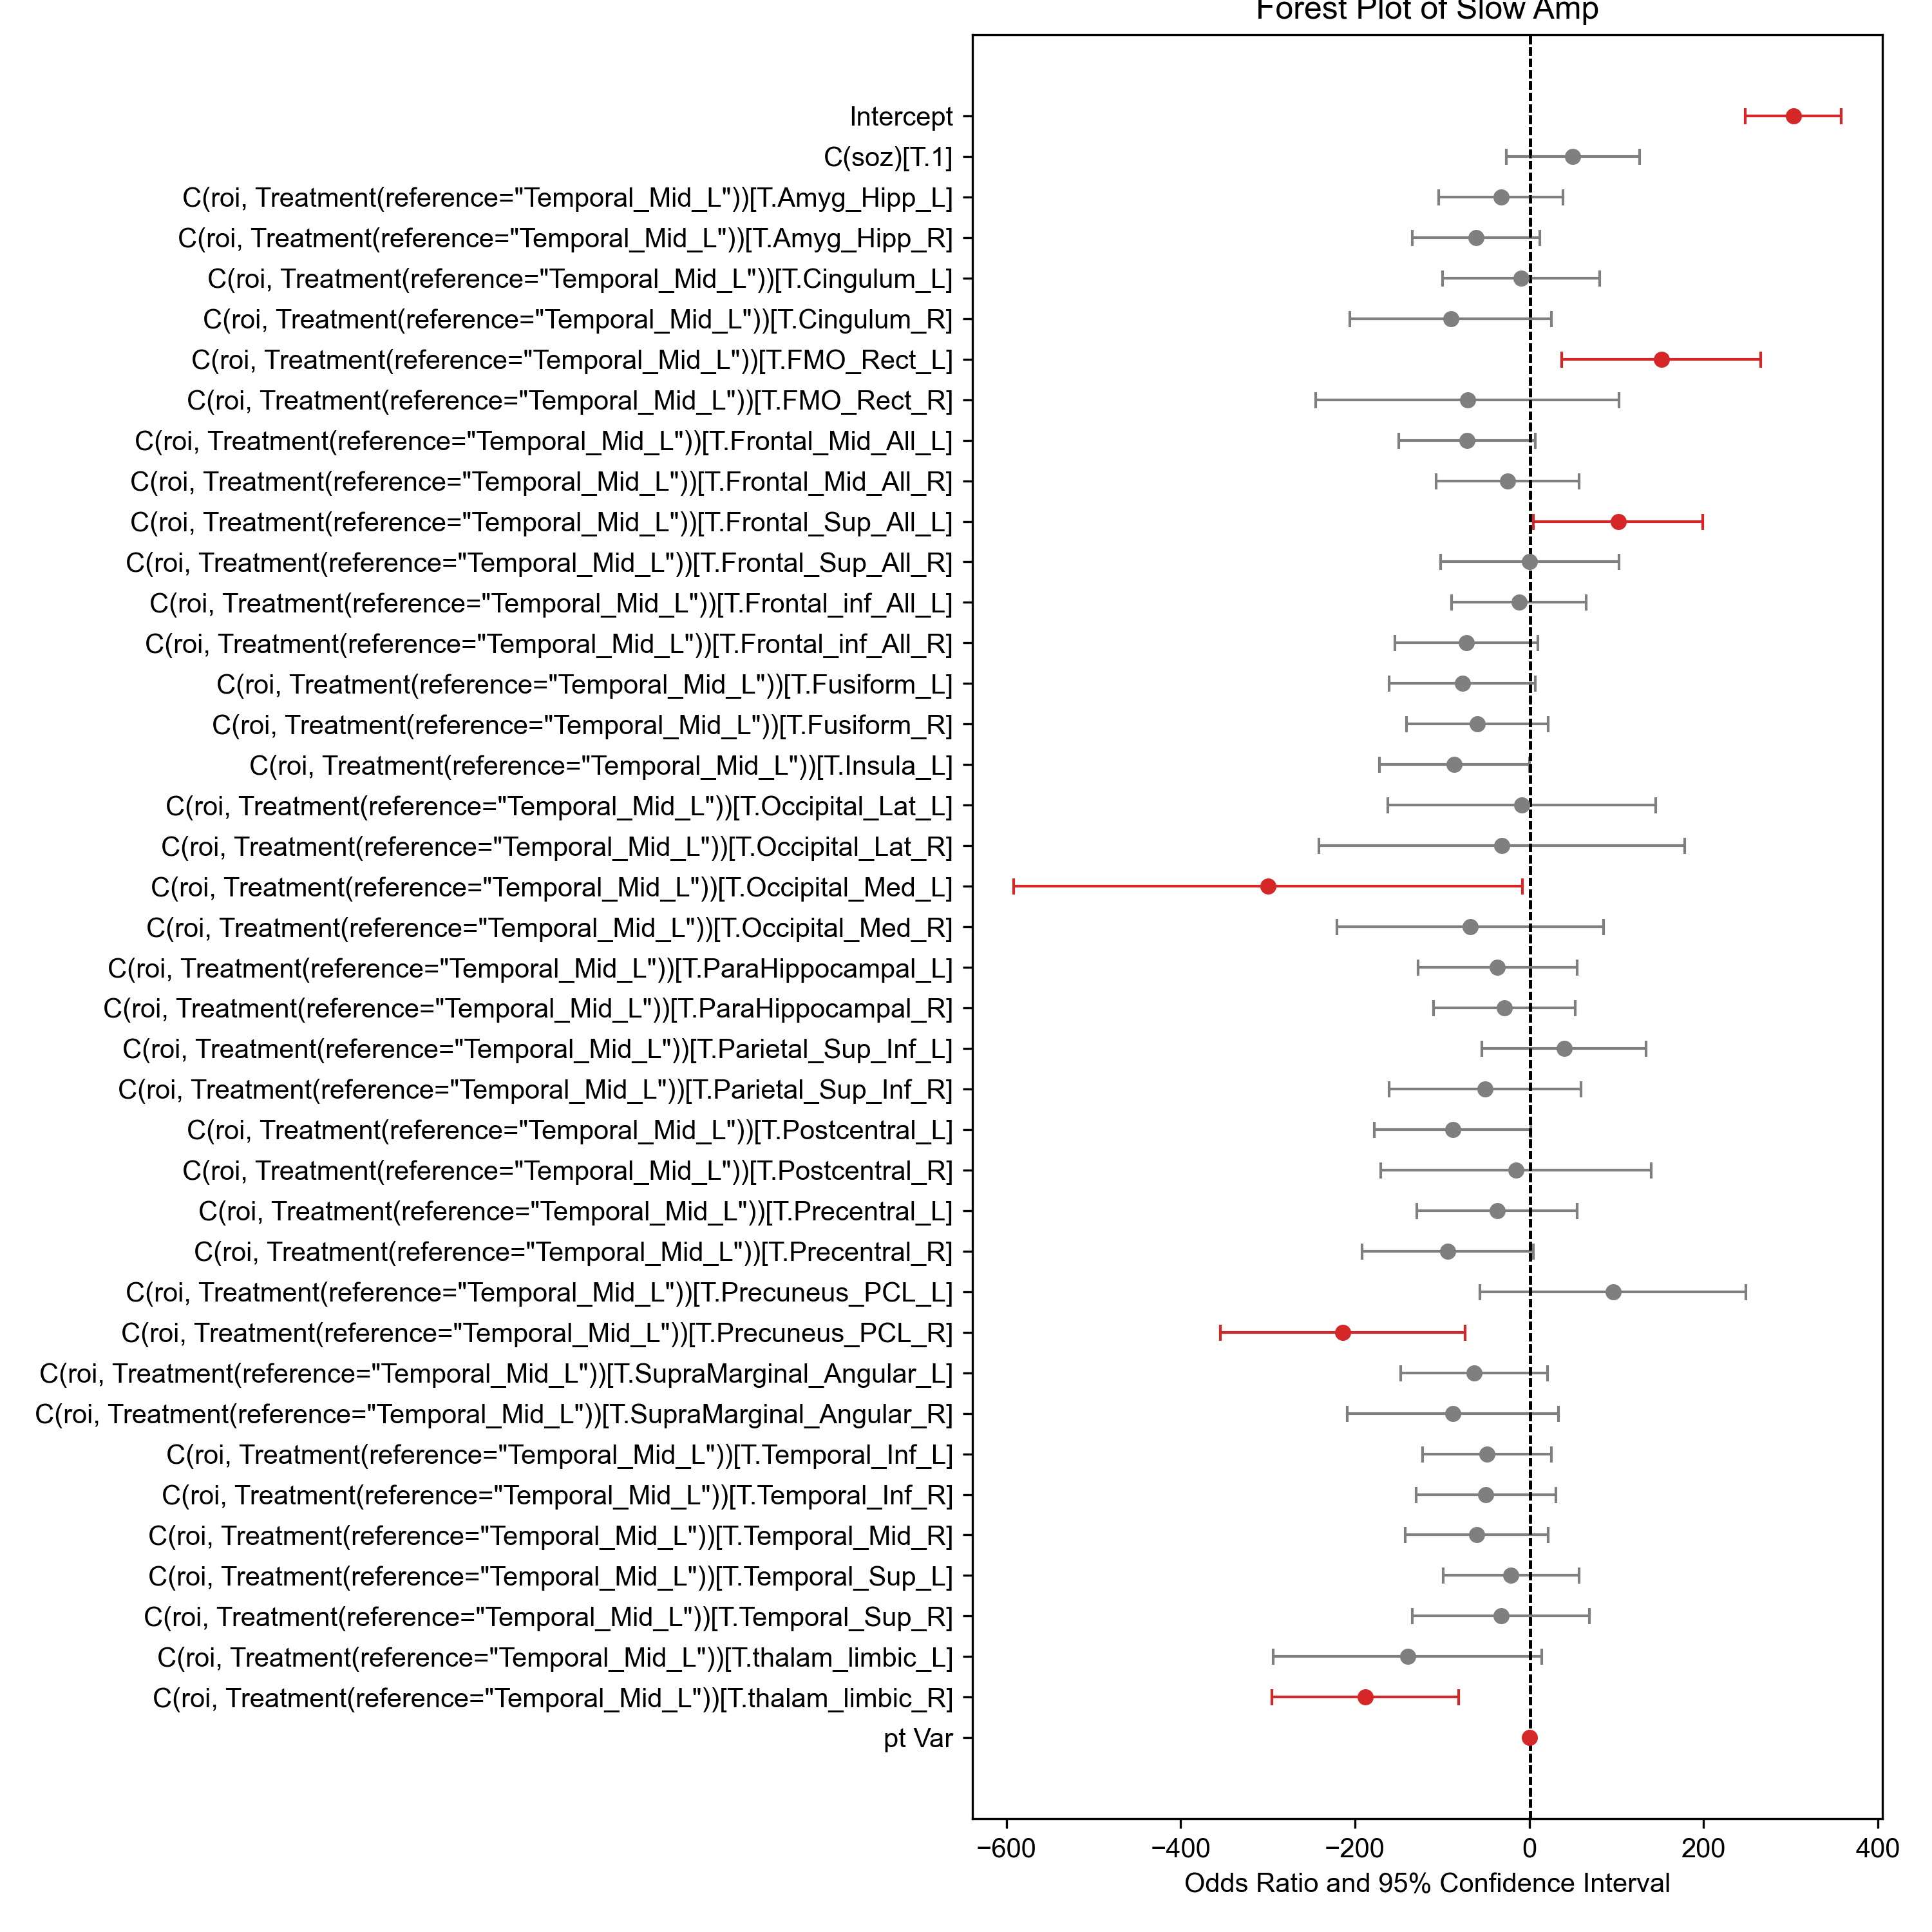 Forest Plot of Slow Amp
Intercept
C(soz)[T.1]
C(roi, Treatment(reference="Temporal_Mid_L"))[T.Amyg_Hipp_L]
C(roi, Treatment(reference="Temporal_Mid_L"))[T.Amyg_Hipp_R]
C(roi, Treatment(reference="Temporal_Mid_L"))[T.Cingulum_L]
C(roi, Treatment(reference="Temporal_Mid_L"))[T.Cingulum_R]
C(roi, Treatment(reference="Temporal_Mid_L"))[T.FMO_Rect_L]
C(roi, Treatment(reference="Temporal_Mid_L"))[T.FMO_Rect_R]
C(roi, Treatment(reference="Temporal_Mid_L"))[T.Frontal_Mid_All_L]
C(roi, Treatment(reference="Temporal_Mid_L"))[T.Frontal_Mid_All_R]
C(roi, Treatment(reference="Temporal_Mid_L"))[T.Frontal_Sup_All_L]
C(roi, Treatment(reference="Temporal_Mid_L"))[T.Frontal_Sup_All_R]
C(roi, Treatment(reference="Temporal_Mid_L"))[T.Frontal_inf_All_L]
C(roi, Treatment(reference="Temporal_Mid_L"))[T.Frontal_inf_All_R]
C(roi, Treatment(reference="Temporal_Mid_L"))[T.Fusiform_L]
C(roi, Treatment(reference="Temporal_Mid_L"))[T.Fusiform_R]
C(roi, Treatment(reference="Temporal_Mid_L"))[T.Insula_L]
C(roi, Treatment(reference="Temporal_Mid_L"))[T.Occipital_Lat_L]
C(roi, Treatment(reference="Temporal_Mid_L"))[T.Occipital_Lat_R]
C(roi, Treatment(reference="Temporal_Mid_L"))[T.Occipital_Med_L]
C(roi, Treatment(reference="Temporal_Mid_L"))[T.Occipital_Med_R]
C(roi, Treatment(reference="Temporal_Mid_L"))[T.ParaHippocampal_L]
C(roi, Treatment(reference="Temporal_Mid_L"))[T.ParaHippocampal_R]
C(roi, Treatment(reference="Temporal_Mid_L"))[T.Parietal_Sup_Inf_L]
C(roi, Treatment(reference="Temporal_Mid_L"))[T.Parietal_Sup_Inf_R]
C(roi, Treatment(reference="Temporal_Mid_L"))[T.Postcentral_L]
C(roi, Treatment(reference="Temporal_Mid_L"))[T.Postcentral_R]
C(roi, Treatment(reference="Temporal_Mid_L"))[T.Precentral_L]
C(roi, Treatment(reference="Temporal_Mid_L"))[T.Precentral_R]
C(roi, Treatment(reference="Temporal_Mid_L"))[T.Precuneus_PCL_L]
C(roi, Treatment(reference="Temporal_Mid_L"))[T.Precuneus_PCL_R]
C(roi, Treatment(reference="Temporal_Mid_L"))[T.SupraMarginal_Angular_L]
C(roi, Treatment(reference="Temporal_Mid_L"))[T.SupraMarginal_Angular_R]
C(roi, Treatment(reference="Temporal_Mid_L"))[T.Temporal_Inf_L]
C(roi, Treatment(reference="Temporal_Mid_L"))[T.Temporal_Inf_R]
C(roi, Treatment(reference="Temporal_Mid_L"))[T.Temporal_Mid_R]
C(roi, Treatment(reference="Temporal_Mid_L"))[T.Temporal_Sup_L]
C(roi, Treatment(reference="Temporal_Mid_L"))[T.Temporal_Sup_R]
C(roi, Treatment(reference="Temporal_Mid_L"))[T.thalam_limbic_L]
C(roi, Treatment(reference="Temporal_Mid_L"))[T.thalam_limbic_R]
pt Var
−600 −400 −200 0 200 400
Odds Ratio and 95% Confidence Interval